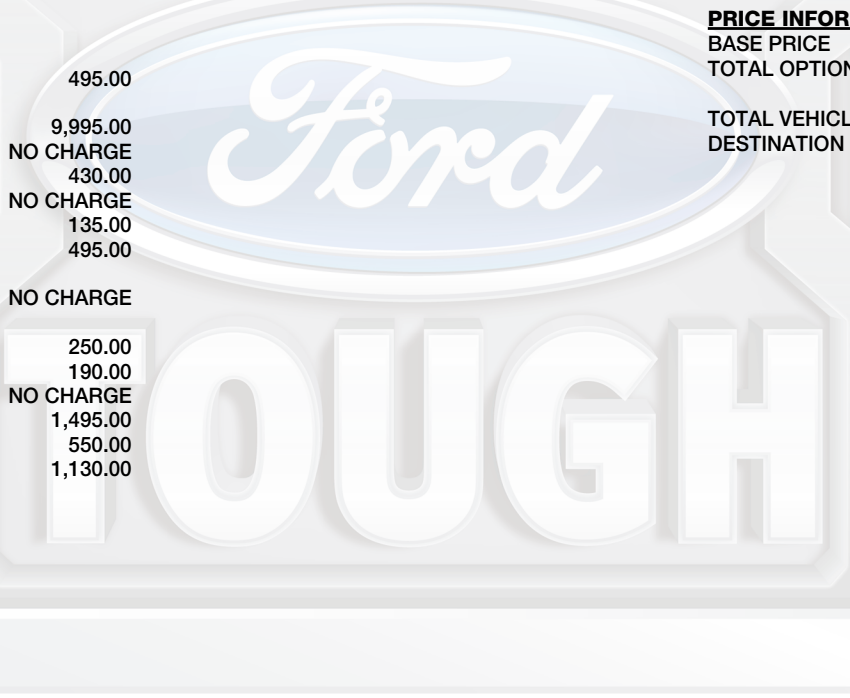 495.00
9,995.00
NO CHARGE
430.00
NO CHARGE
135.00
495.00
NO CHARGE
250.00
190.00
NO CHARGE
1,495.00
550.00
1,130.00
PRICE INFOR
BASE PRICE
TOTAL OPTION
TOTAL VEHICL
DESTINATION
Ford
TOUGH